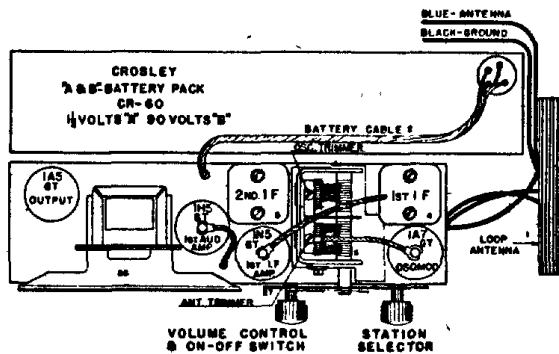 BLUE-ANTENNA
BLACK-GROUND
CROSLEY
"A & B"-BATTERY PACK
CR-60
1½ VOLTS "A" 90 VOLTS "B"
BATTERY CABLE
OSC. TRIMMER
1A5
GT
OUTPUT
2ND. I F
1ST I F
1H5
GT
1ST AUD
AMP
1N5
GT
1ST I.F
AMP
1A7
GT
OSC MOD
LOOP
ANTENNA
ANT. TRIMMER
VOLUME CONTROL
& ON-OFF SWITCH
STATION
SELECTOR